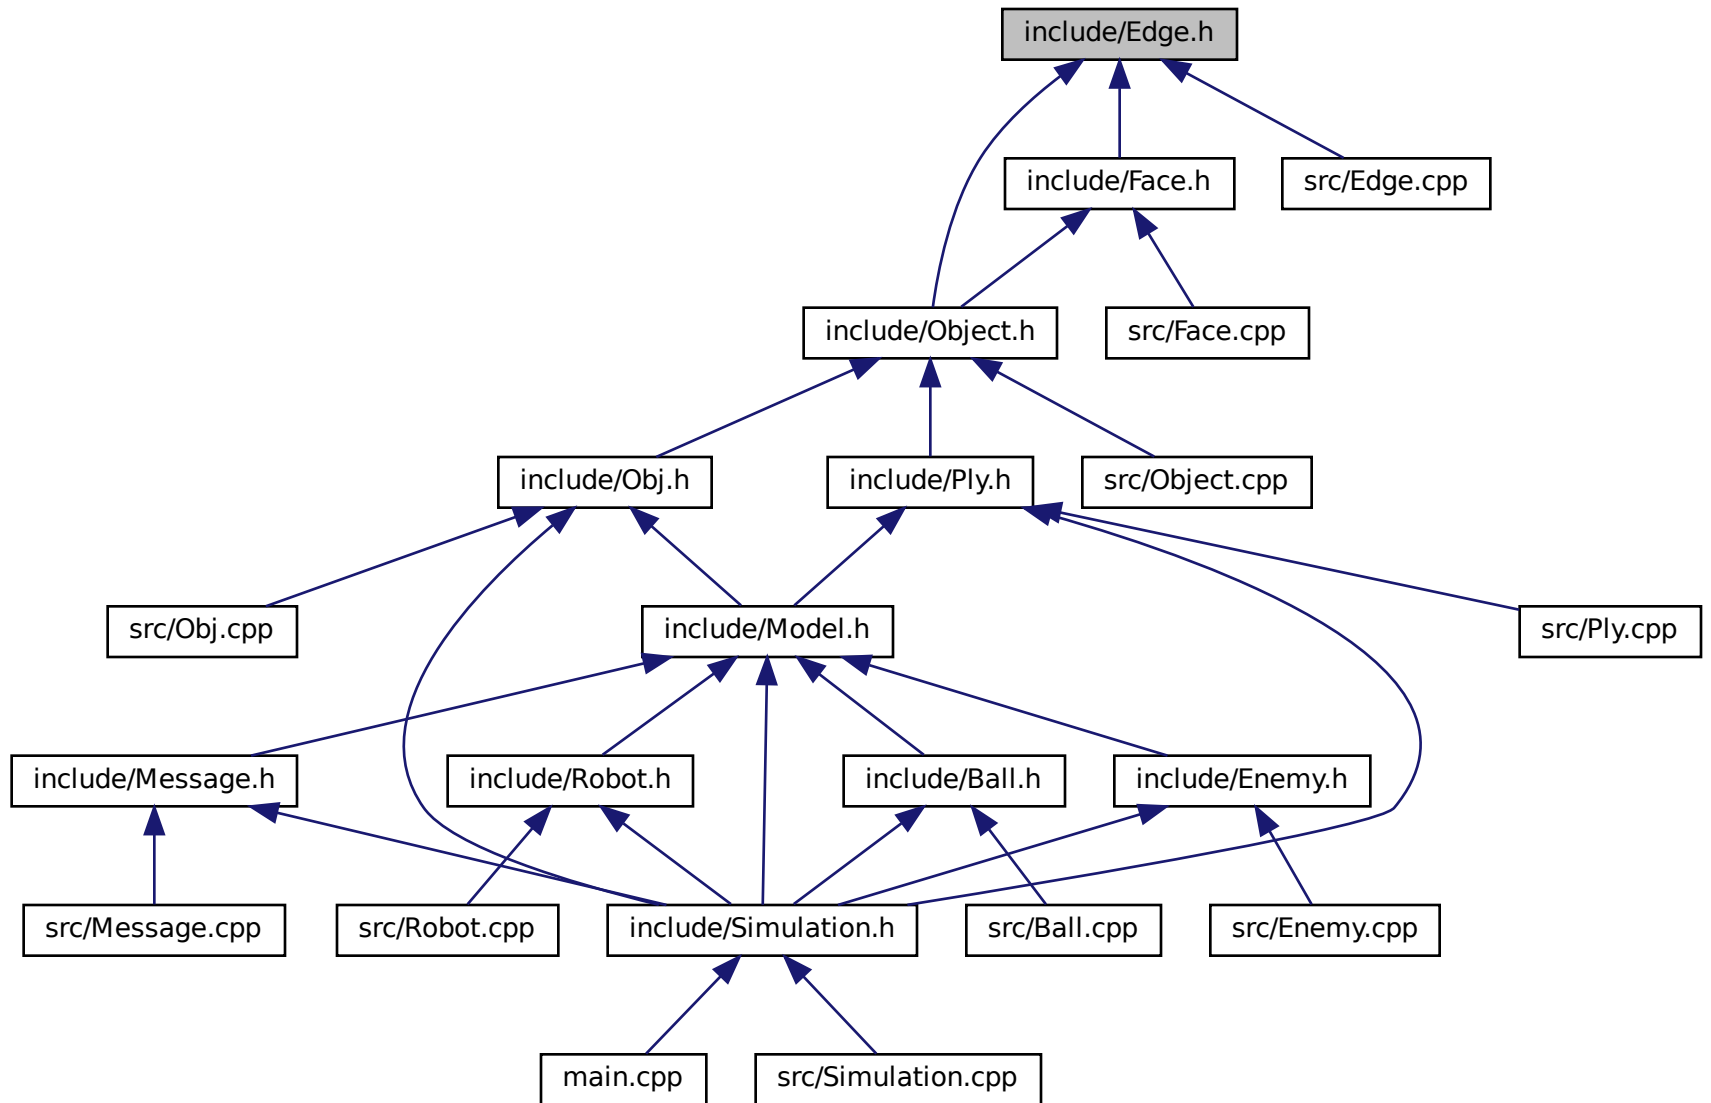 include/Edge.h
include/Face.h
src/Edge.cpp
include/Object.h
src/Face.cpp
include/Obj.h
include/Ply.h
src/Object.cpp
src/Obj.cpp
include/Model.h
src/Ply.cpp
include/Message.h
include/Robot.h
include/Ball.h
include/Enemy.h
src/Message.cpp
src/Robot.cpp
include/Simulation.h
src/Ball.cpp
src/Enemy.cpp
main.cpp
src/Simulation.cpp